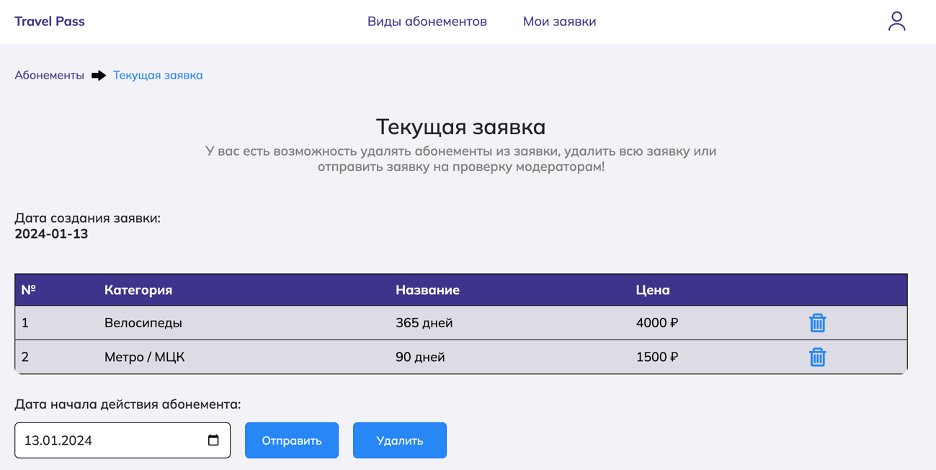 Travel Pass Виды абонементов Мои заявки
Абонементы Текущая заявка
Текущая заявка
У вас есть возможность удалять абонементы из заявки, удалить всю заявку или
отправить заявку на проверку модераторам!
Дата создания заявки:
2024-01-13
№ Категория Название Цена
1 Велосипеды 365 дней 4000 ₽
2 Метро / МЦК 90 дней 1500 ₽
Дата начала действия абонемента:
13.01.2024 Отправить Удалить